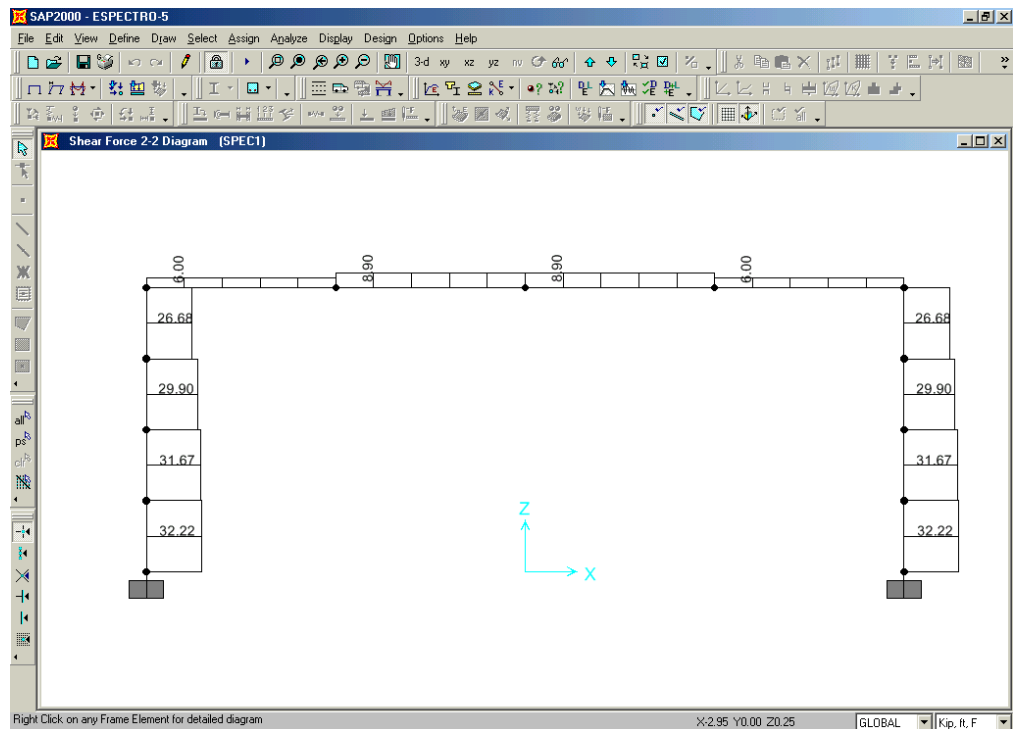 SAP2000 - ESPECTRO-5
File Edit View Define Draw Select Assign Analyze Display Design Options Help
3-d xy xz yz nv
Shear Force 2-2 Diagram (SPEC1)
6.00 8.90 8.90 6.00
26.68 26.68
29.90 29.90
all
ps
clr
31.67 31.67
32.22 32.22
Z
X
Right Click on any Frame Element for detailed diagram X-2.95 Y0.00 Z0.25 GLOBAL Kip, ft, F